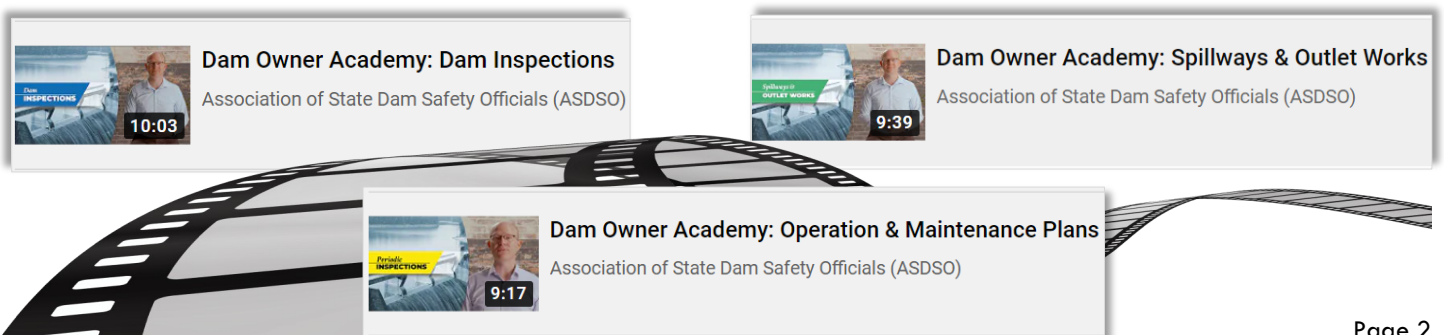 Dam Owner Academy: Dam Inspections
Association of State Dam Safety Officials (ASDSO)
Dam
INSPECTIONS
10:03
Dam Owner Academy: Spillways & Outlet Works
Association of State Dam Safety Officials (ASDSO)
Spillways &
OUTLET WORKS
9:39
Dam Owner Academy: Operation & Maintenance Plans
Association of State Dam Safety Officials (ASDSO)
Periodic
INSPECTIONS
9:17
Page 2